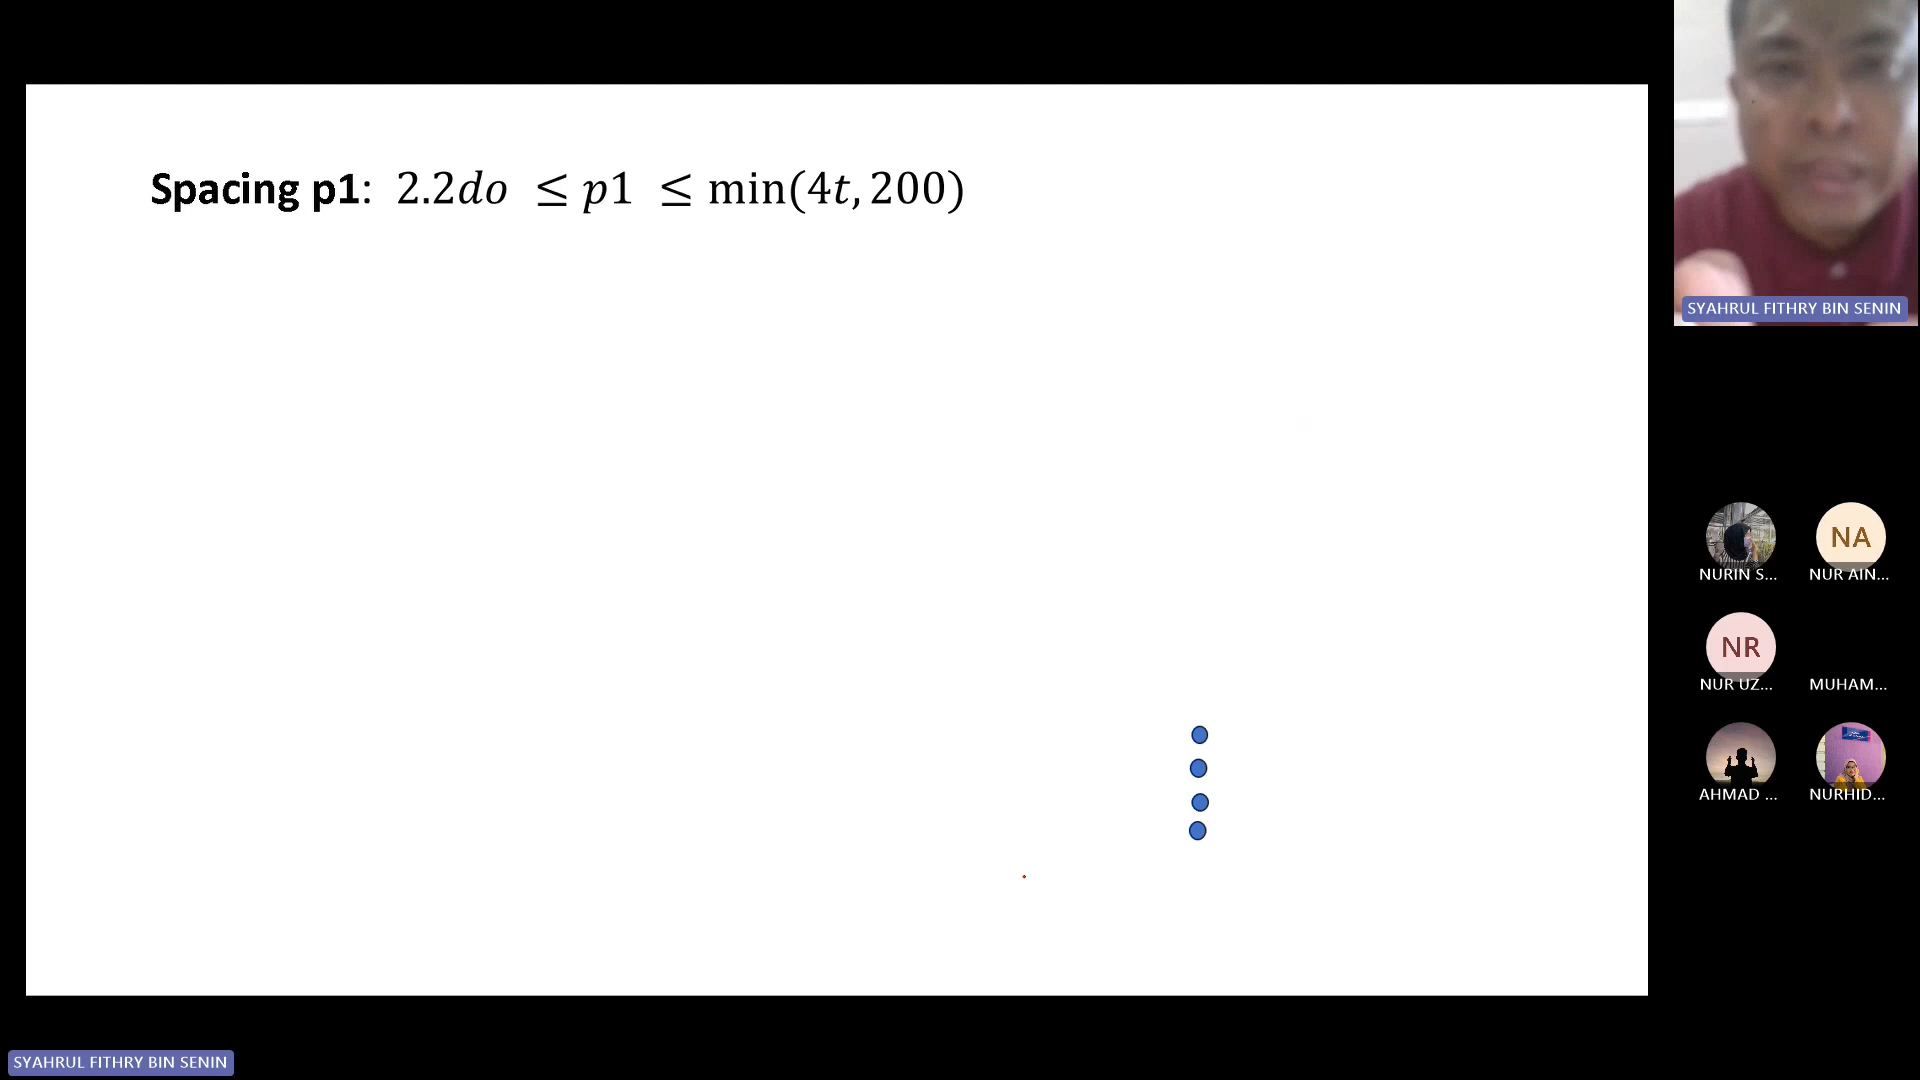 Spacing p1: 2.2do ≤ p1 ≤ min(4t, 200)
SYAHRUL FITHRY BIN SENIN
NA
NURIN S...
NUR AIN...
NR
NUR UZ...
MUHAM...
AHMAD ...
NURHID...
SYAHRUL FITHRY BIN SENIN